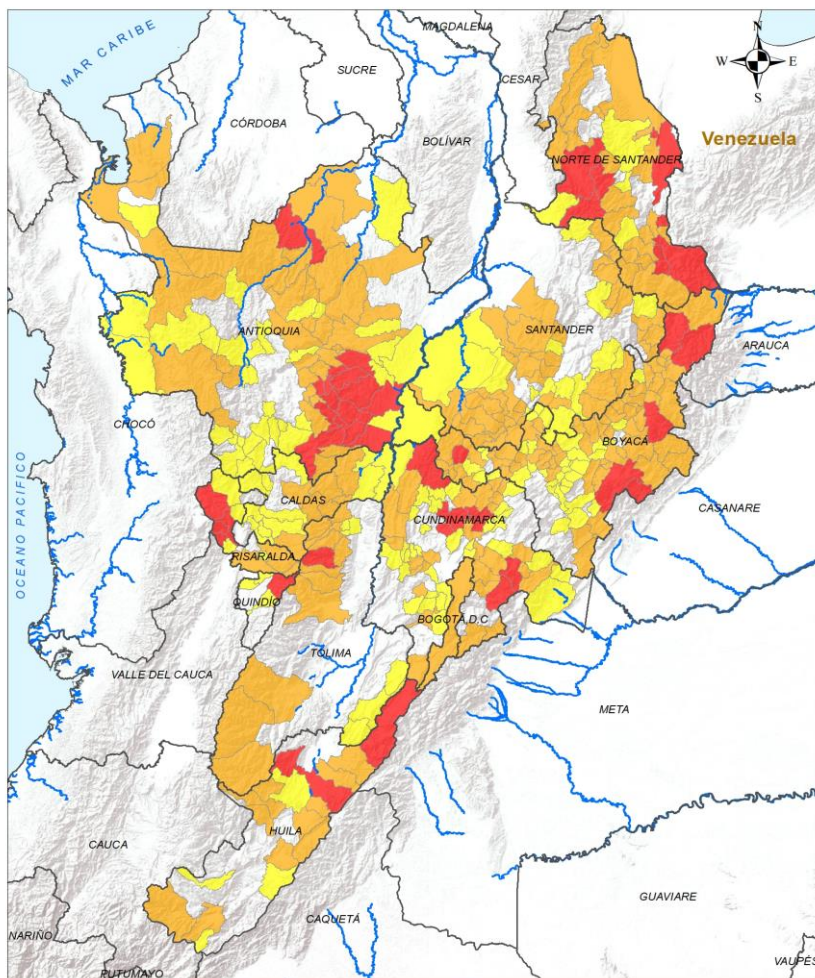 MAGDALENA
N
W E
S
MAR CARIBE
SUCRE
CESAR
CÓRDOBA
BOLÍVAR
Venezuela
NORTE DE SANTANDER
ANTIOQUIA
SANTANDER
ARAUCA
CHOCÓ
BOYACÁ
OCEANO PACIFICO
CALDAS
CASANARE
CUNDINAMARCA
RISARALDA
QUINDÍO
BOGOTÁ, D.C
TOLIMA
VALLE DEL CAUCA
META
HUILA
CAUCA
GUAVIARE
CAQUETÁ
NARIÑO
PUTUMAYO
VAUPÉS